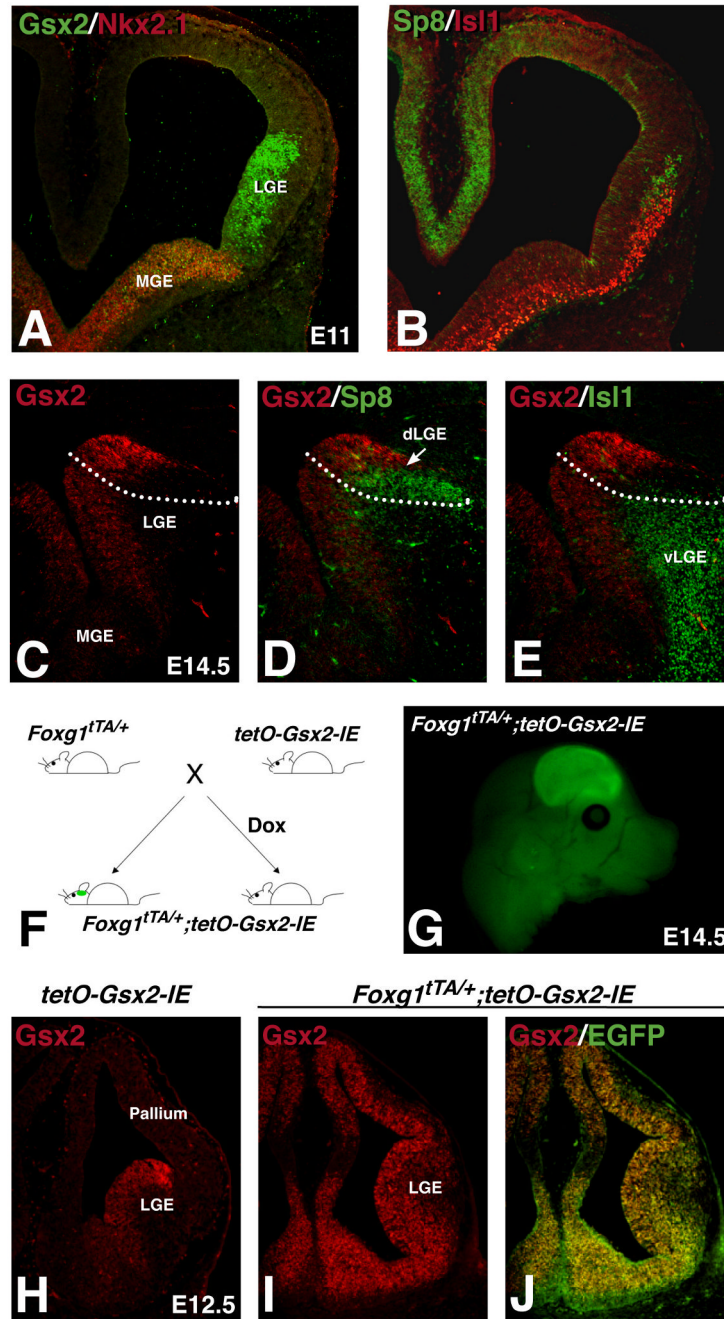 Gsx2/Nkx2.1
LGE
MGE
A
E11
Sp8/Isl1
B
Gsx2
LGE
MGE
C
E14.5
Gsx2/Sp8
dLGE
D
Gsx2/Isl1
vLGE
E
Foxg1tTA/+
tetO-Gsx2-IE
X
Dox
F
Foxg1tTA/+;tetO-Gsx2-IE
Foxg1tTA/+;tetO-Gsx2-IE
G
E14.5
tetO-Gsx2-IE
Foxg1tTA/+;tetO-Gsx2-IE
Gsx2
Pallium
LGE
H
E12.5
Gsx2
LGE
I
Gsx2/EGFP
J